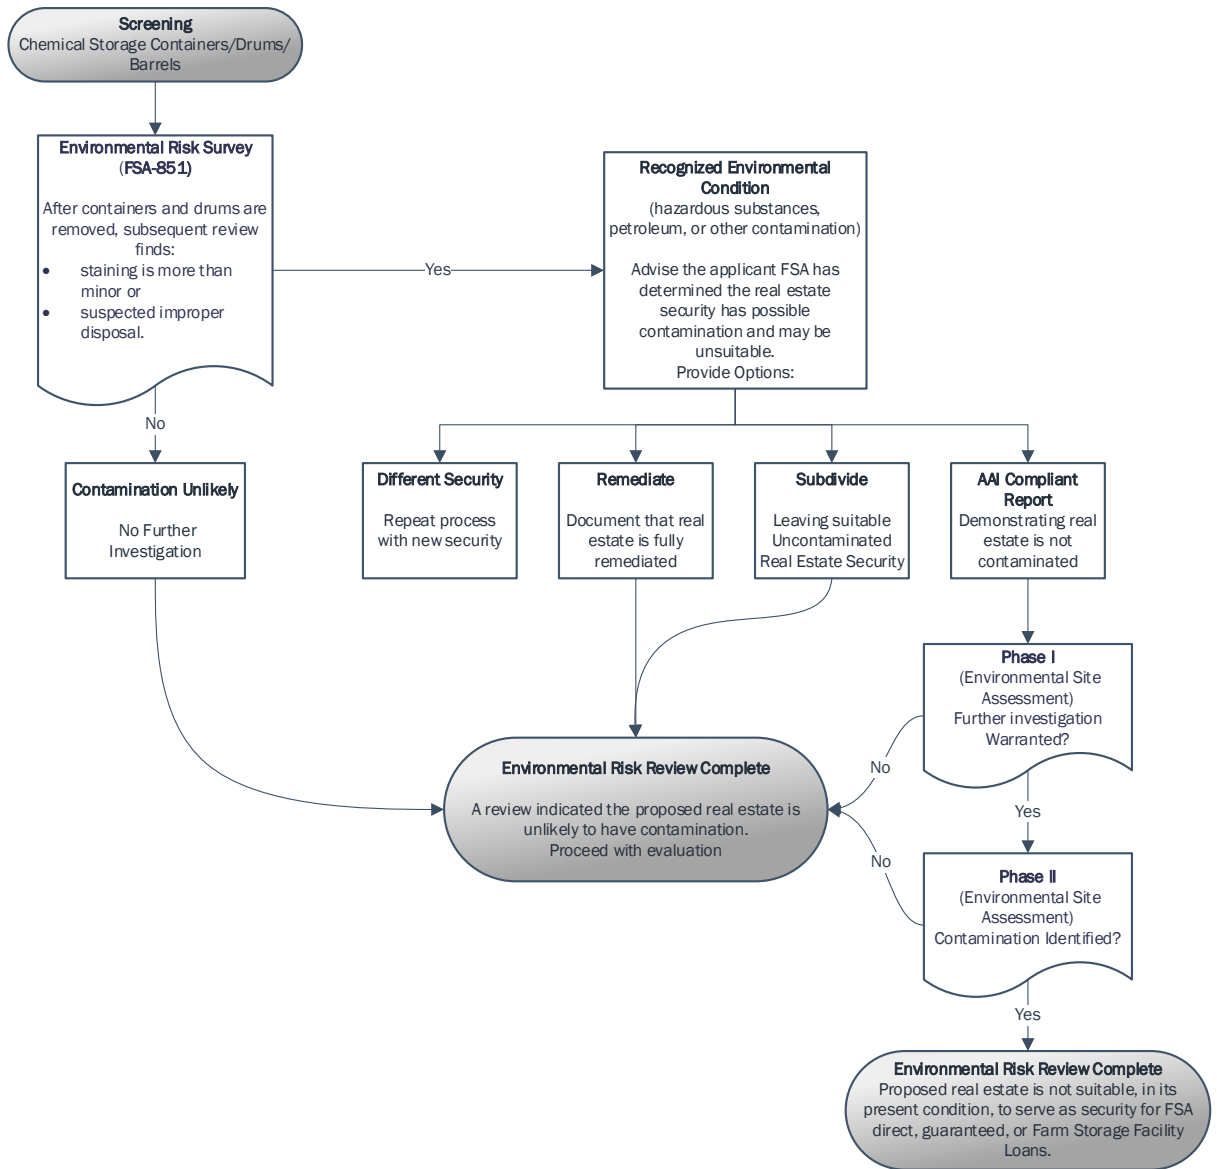 Screening
Chemical Storage Containers/Drums/
Barrels
Environmental Risk Survey
(FSA-851)
After containers and drums are
removed, subsequent review
finds:
• staining is more than
minor or
• suspected improper
disposal.
Yes
Recognized Environmental
Condition
(hazardous substances,
petroleum, or other contamination)
Advise the applicant FSA has
determined the real estate
security has possible
contamination and may be
unsuitable.
Provide Options:
No
Contamination Unlikely
No Further
Investigation
Different Security
Repeat process
with new security
Remediate
Document that real
estate is fully
remediated
Subdivide
Leaving suitable
Uncontaminated
Real Estate Security
AAI Compliant
Report
Demonstrating real
estate is not
contaminated
Phase I
(Environmental Site
Assessment)
Further investigation
Warranted?
No
Yes
Environmental Risk Review Complete
A review indicated the proposed real estate is
unlikely to have contamination.
Proceed with evaluation
No
Phase II
(Environmental Site
Assessment)
Contamination Identified?
Yes
Environmental Risk Review Complete
Proposed real estate is not suitable, in its
present condition, to serve as security for FSA
direct, guaranteed, or Farm Storage Facility
Loans.